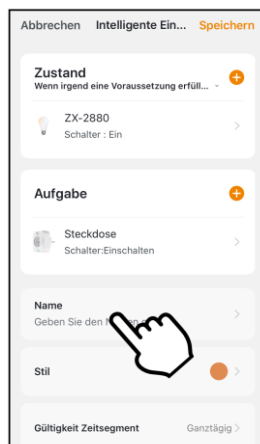 Abbrechen Intelligente Ein... Speichern
Zustand
Wenn irgend eine Voraussetzung erfüll...
ZX-2880
Schalter : Ein
Aufgabe
Steckdose
Schalter:Einschalten
Name
Geben Sie den
Stil
Gültigkeit Zeitsegment Ganztägig